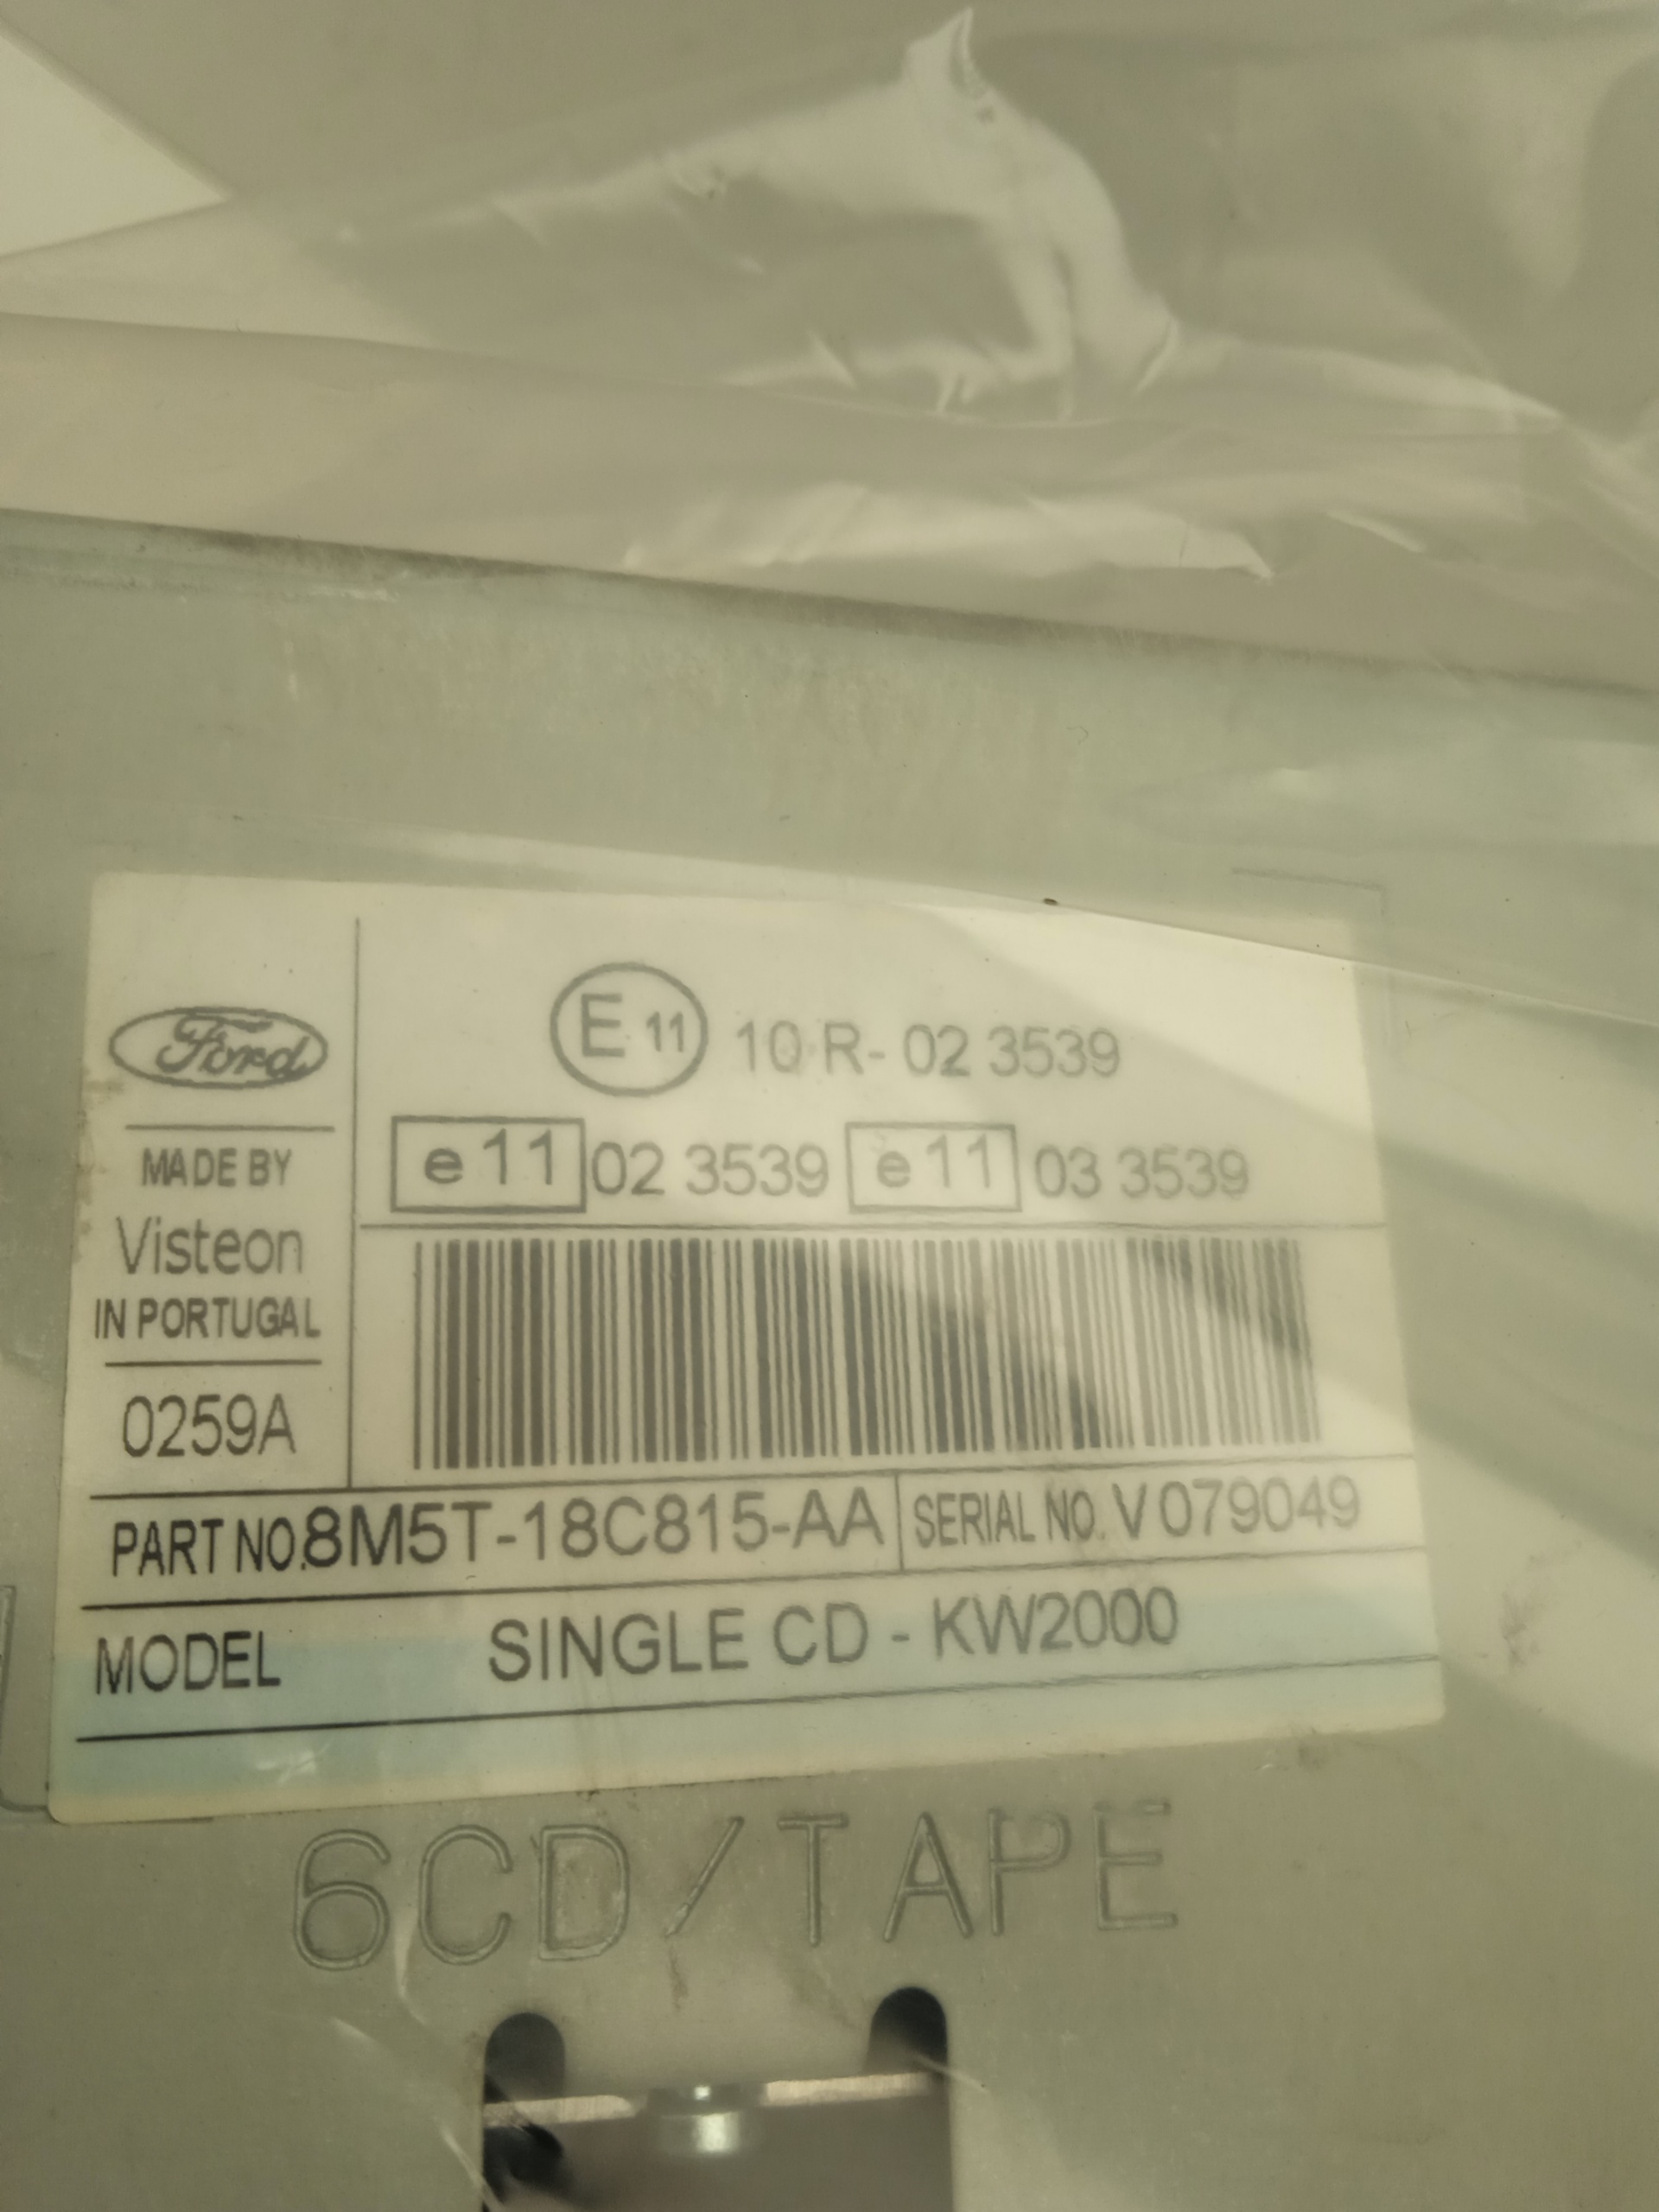 Ford
MADE BY
Visteon
IN PORTUGAL
0259A
E 11 10 R- 02 3539
e 11 02 3539 e 11 03 3539
PART NO. 8M5T-18C815-AA SERIAL NO. V 079049
MODEL SINGLE CD - KW2000
6CD/TAPE